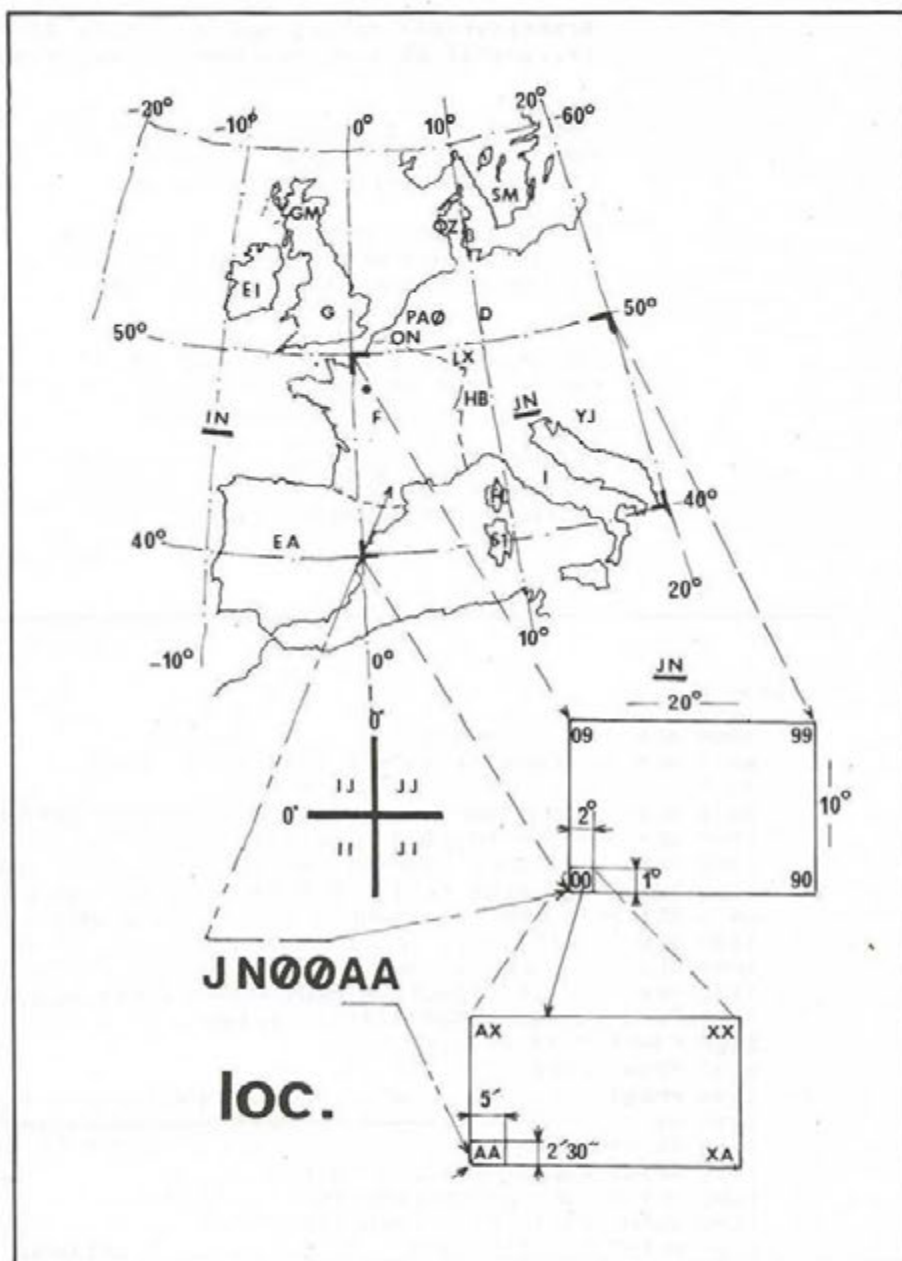 -20° -10° 0° 10° 20° -60°
GM SM
OZ
EI G PAØ D
50° ON 50°
LX
HB
IN F JN YJ
I
40° EA 40°
20°
-10° 0° 10°
JN
20°
0°
09 99
IJ JJ 2° 10°
0°
II JI
00 1° 90
JNØØAA
AX XX
loc.
5'
AA 2'30" XA